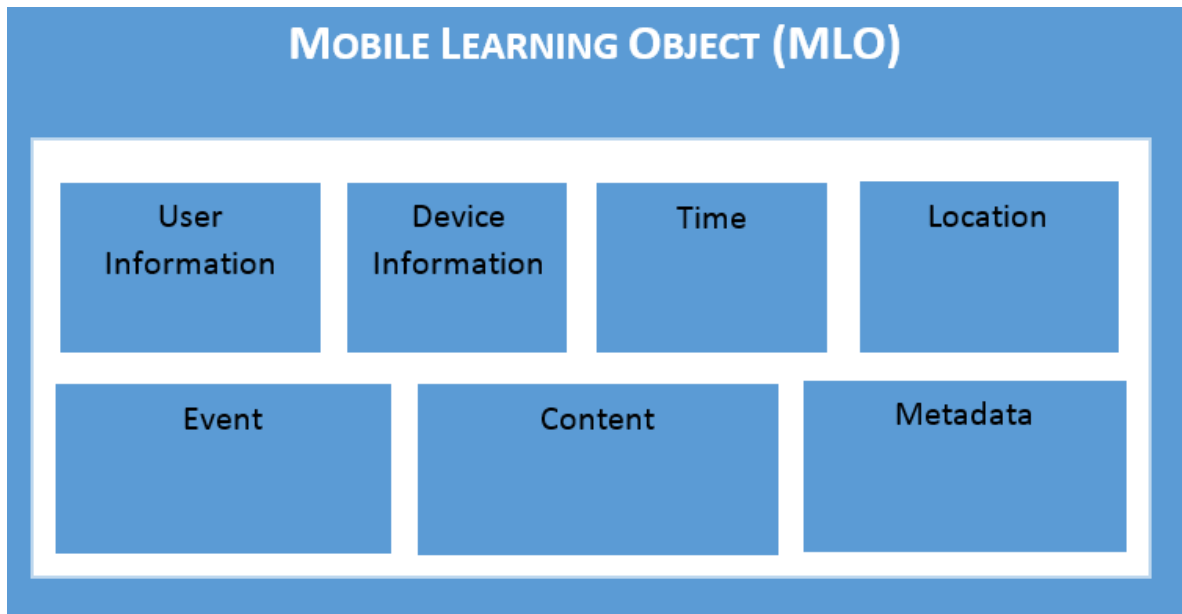 MOBILE LEARNING OBJECT (MLO)
User
Information
Device
Information
Time
Location
Event
Content
Metadata